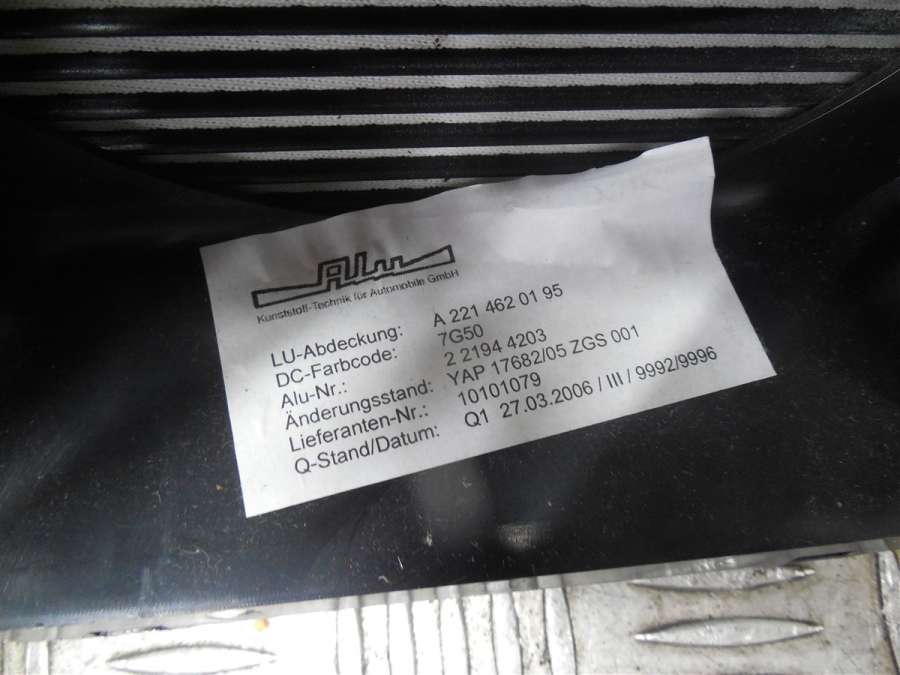 Alu
Kunststoff-Technik für Automobile GmbH
LU-Abdeckung: A 221 462 01 95
DC-Farbcode: 7G50
Alu-Nr.: 2 2194 4203
Änderungsstand: YAP 17682/05 ZGS 001
Lieferanten-Nr.: 10101079
Q-Stand/Datum: Q1 27.03.2006 / III / 9992/9996